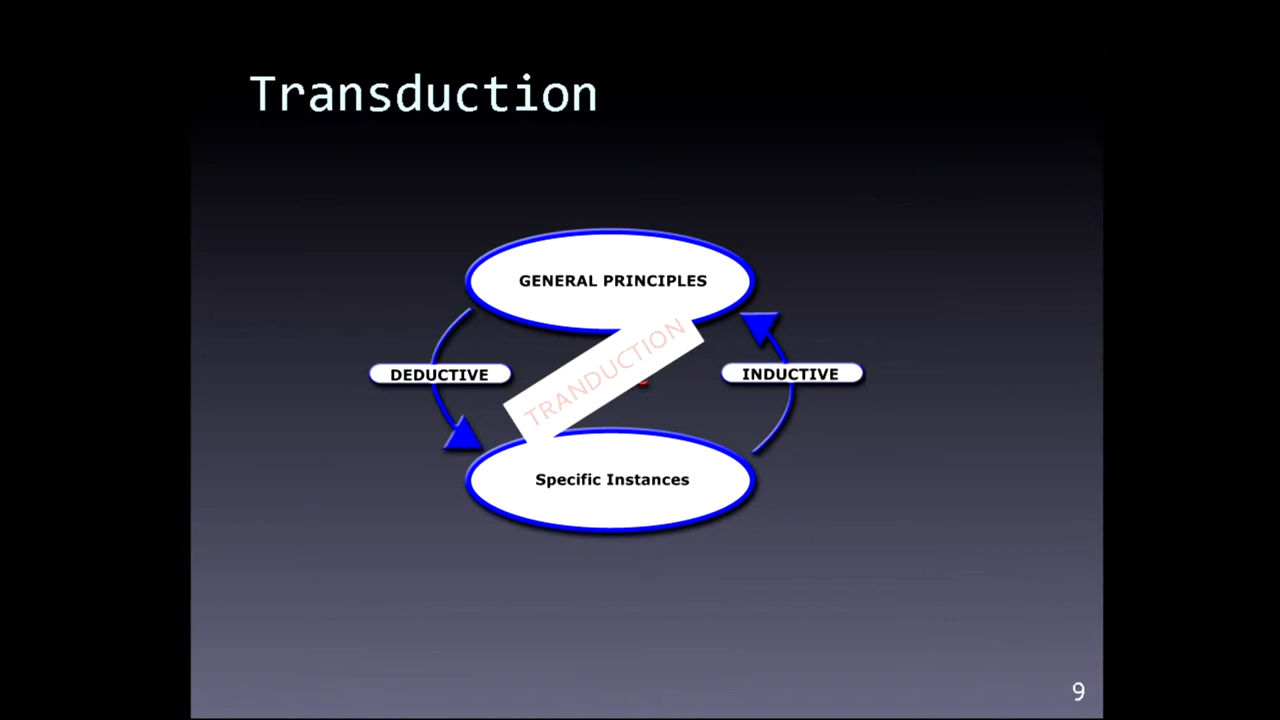 Transduction
GENERAL PRINCIPLES
TRANDUCTION
DEDUCTIVE
INDUCTIVE
Specific Instances
9